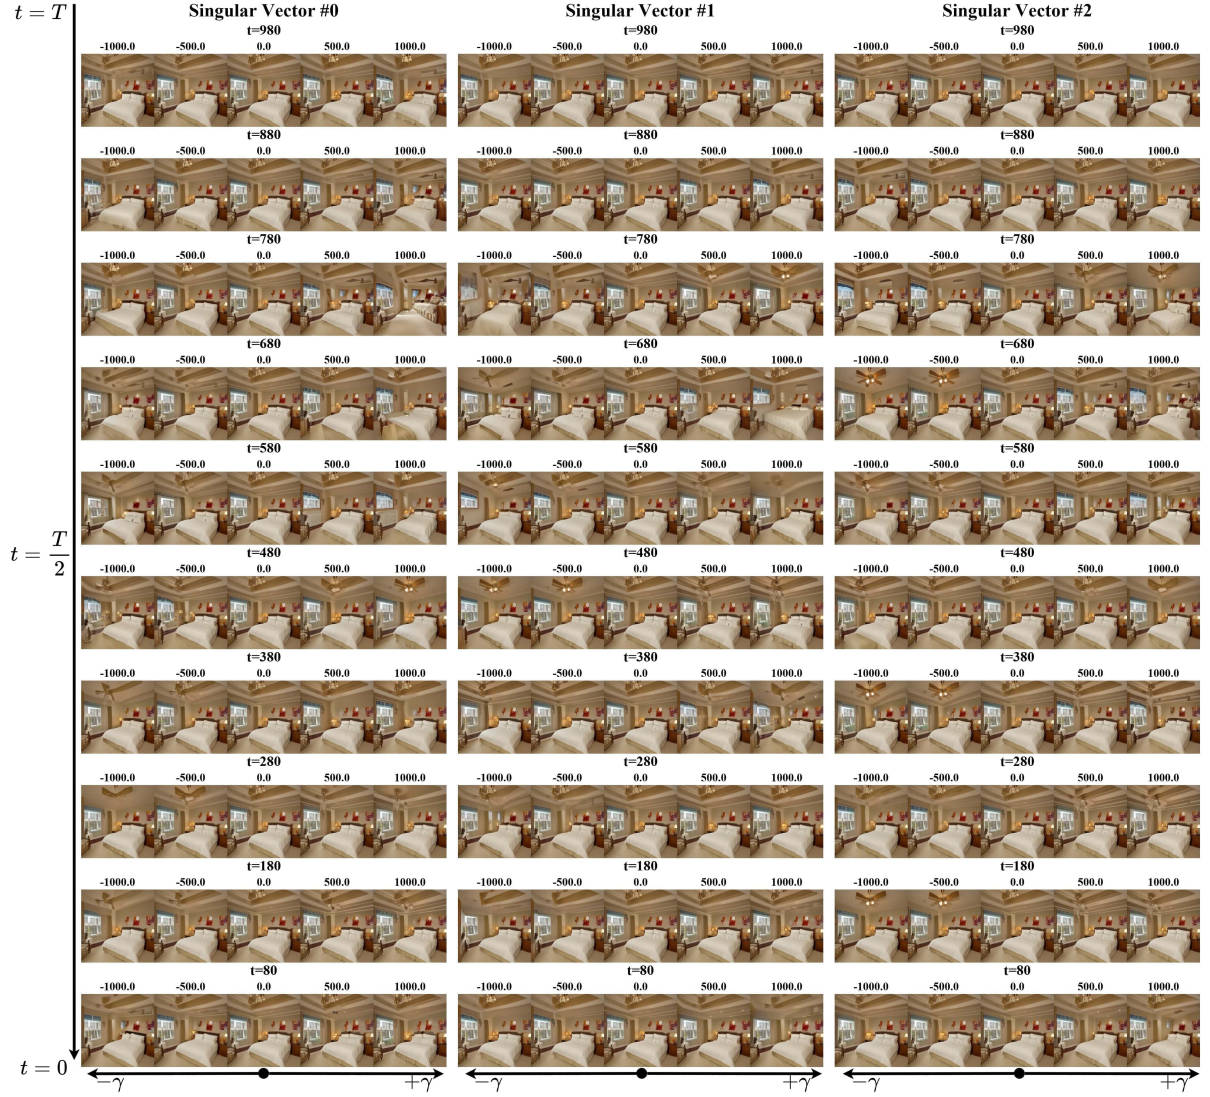 t = T
Singular Vector #0 Singular Vector #1 Singular Vector #2
t=980 t=980 t=980
-1000.0 -500.0 0.0 500.0 1000.0 -1000.0 -500.0 0.0 500.0 1000.0 -1000.0 -500.0 0.0 500.0 1000.0
t=880 t=880 t=880
-1000.0 -500.0 0.0 500.0 1000.0 -1000.0 -500.0 0.0 500.0 1000.0 -1000.0 -500.0 0.0 500.0 1000.0
t=780 t=780 t=780
-1000.0 -500.0 0.0 500.0 1000.0 -1000.0 -500.0 0.0 500.0 1000.0 -1000.0 -500.0 0.0 500.0 1000.0
t=680 t=680 t=680
-1000.0 -500.0 0.0 500.0 1000.0 -1000.0 -500.0 0.0 500.0 1000.0 -1000.0 -500.0 0.0 500.0 1000.0
t=580 t=580 t=580
-1000.0 -500.0 0.0 500.0 1000.0 -1000.0 -500.0 0.0 500.0 1000.0 -1000.0 -500.0 0.0 500.0 1000.0
t = T/2
t=480 t=480 t=480
-1000.0 -500.0 0.0 500.0 1000.0 -1000.0 -500.0 0.0 500.0 1000.0 -1000.0 -500.0 0.0 500.0 1000.0
t=380 t=380 t=380
-1000.0 -500.0 0.0 500.0 1000.0 -1000.0 -500.0 0.0 500.0 1000.0 -1000.0 -500.0 0.0 500.0 1000.0
t=280 t=280 t=280
-1000.0 -500.0 0.0 500.0 1000.0 -1000.0 -500.0 0.0 500.0 1000.0 -1000.0 -500.0 0.0 500.0 1000.0
t=180 t=180 t=180
-1000.0 -500.0 0.0 500.0 1000.0 -1000.0 -500.0 0.0 500.0 1000.0 -1000.0 -500.0 0.0 500.0 1000.0
t=80 t=80 t=80
-1000.0 -500.0 0.0 500.0 1000.0 -1000.0 -500.0 0.0 500.0 1000.0 -1000.0 -500.0 0.0 500.0 1000.0
t = 0
−γ +γ −γ +γ −γ +γ